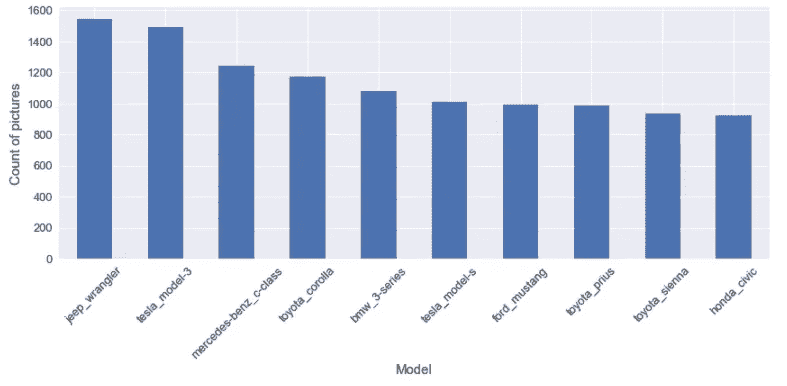 1600
1400
1200
1000
800
600
400
200
0
Count of pictures
jeep_wrangler
tesla_model-3
mercedes-benz_c-class
toyota_corolla
bmw_3-series
tesla_model-s
ford_mustang
toyota_prius
toyota_sienna
honda_civic
Model